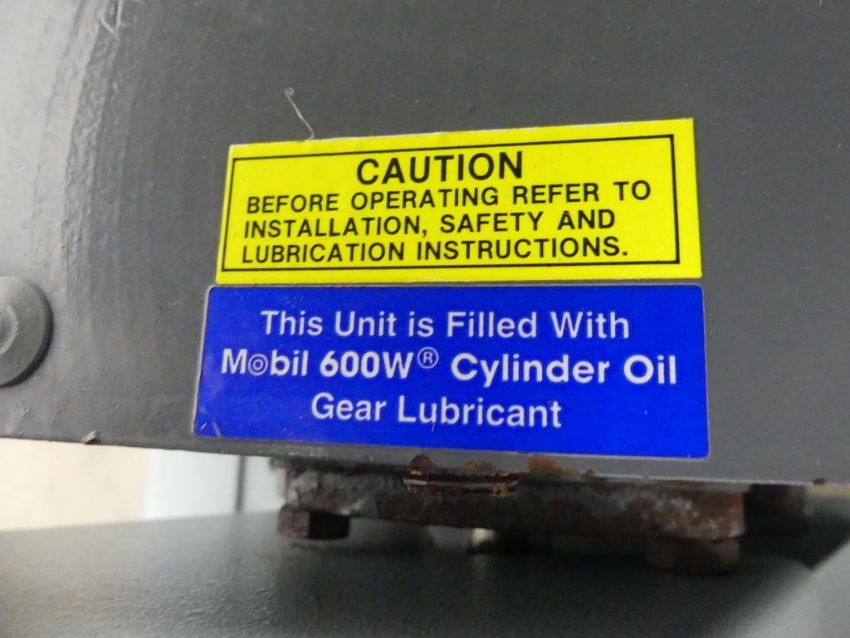 CAUTION
BEFORE OPERATING REFER TO
INSTALLATION, SAFETY AND
LUBRICATION INSTRUCTIONS.
This Unit is Filled With
Mobil 600W® Cylinder Oil
Gear Lubricant